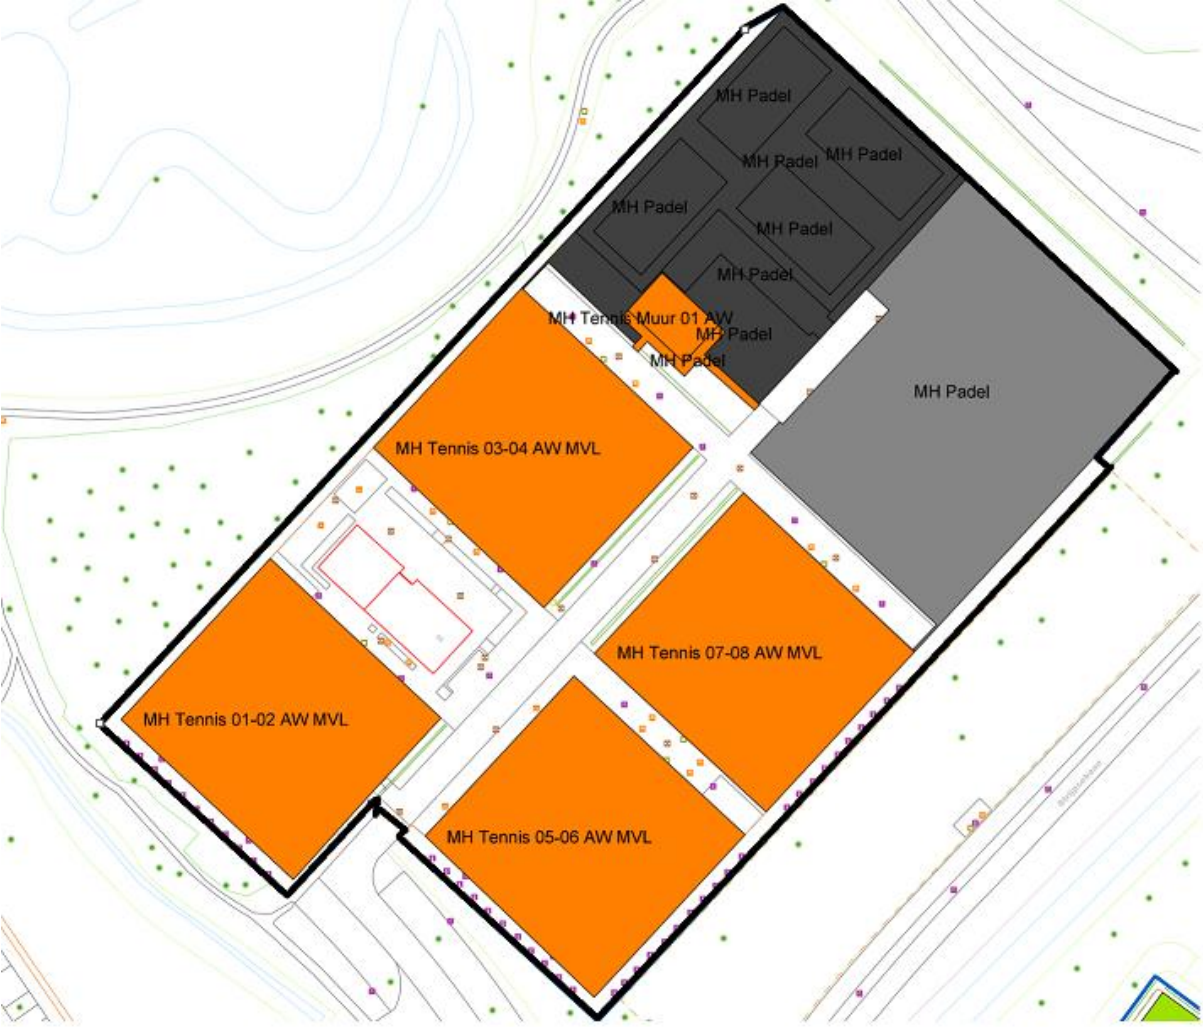 MH Padel
MH Padel
MH Padel
MH Padel
MH Padel
MH Padel
MH Tennis Muur 01 AW
MH Padel
MH Padel
MH Padel
MH Tennis 03-04 AW MVL
MH Tennis 07-08 AW MVL
MH Tennis 01-02 AW MVL
MH Tennis 05-06 AW MVL